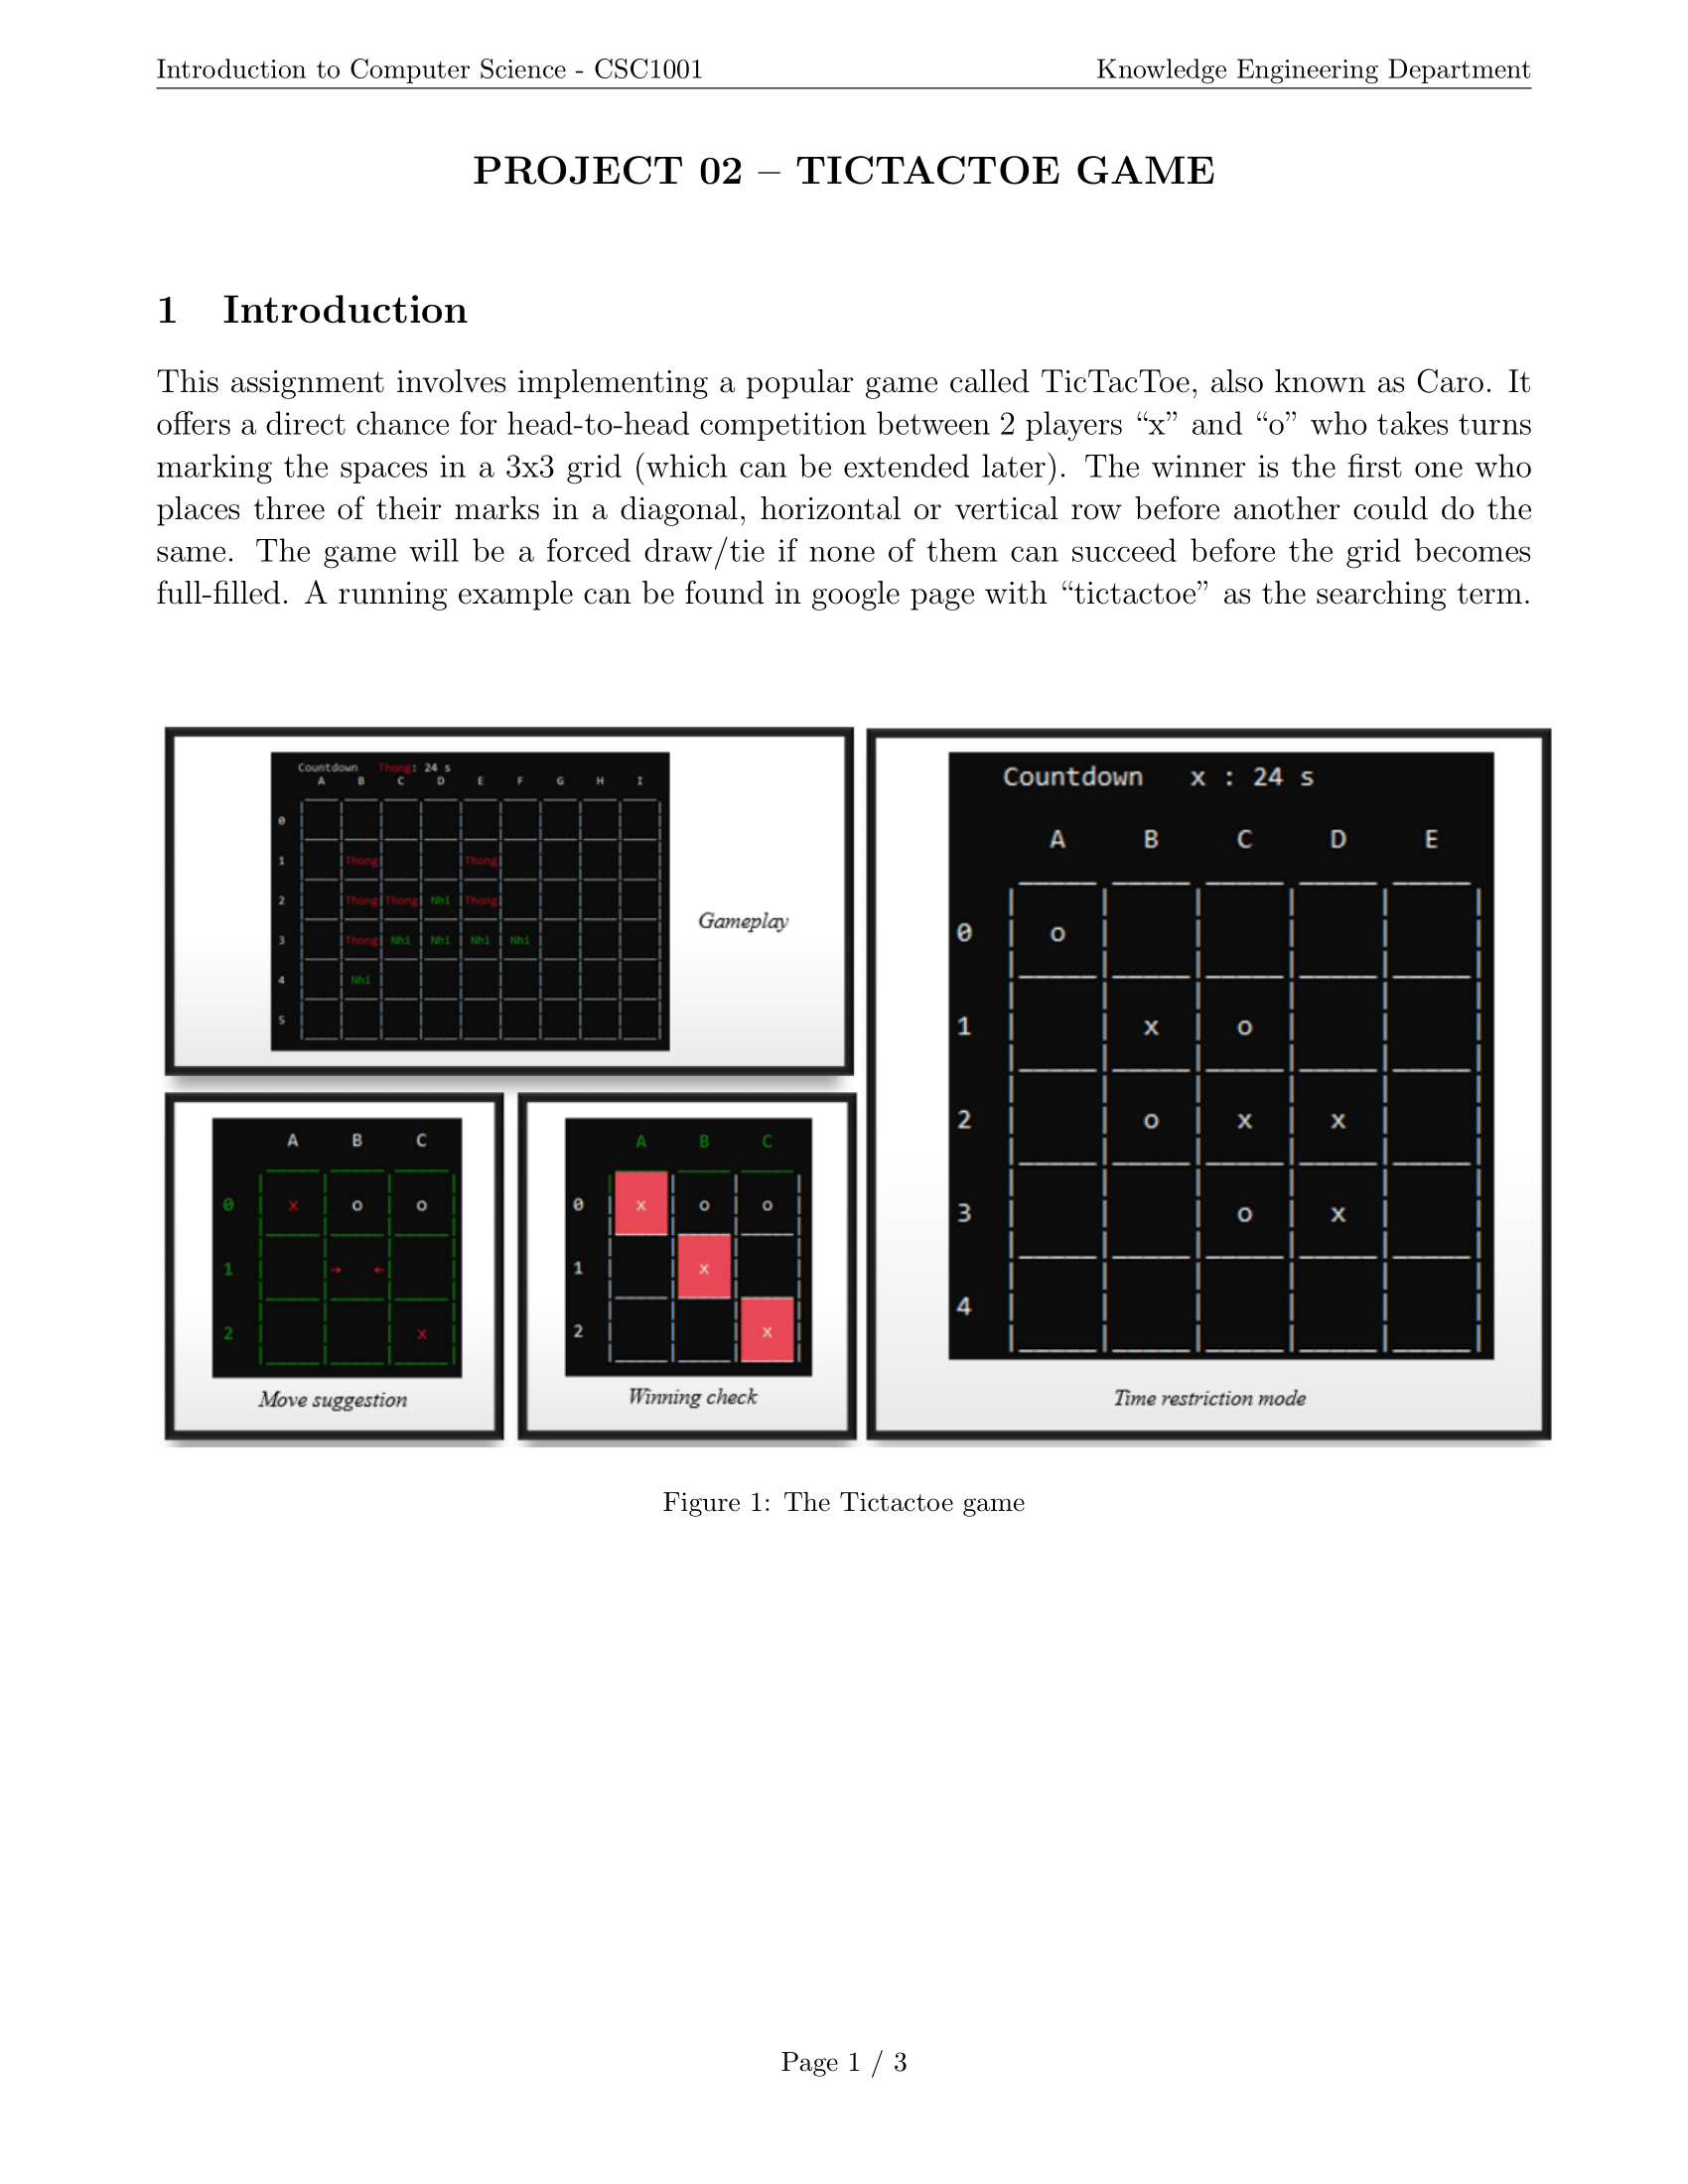 Introduction to Computer Science - CSC1001
Knowledge Engineering Department
PROJECT 02 – TICTACTOE GAME
1 Introduction
This assignment involves implementing a popular game called TicTacToe, also known as Caro. It
offers a direct chance for head-to-head competition between 2 players “x” and “o” who takes turns
marking the spaces in a 3x3 grid (which can be extended later). The winner is the first one who
places three of their marks in a diagonal, horizontal or vertical row before another could do the
same. The game will be a forced draw/tie if none of them can succeed before the grid becomes
full-filled. A running example can be found in google page with “tictactoe” as the searching term.
Countdown Thong: 24 s
A B C D E F G H I
0
1 Thong Thong
2 Thong Thong Nhi Thong
3 Thong Nhi Nhi Nhi Nhi
4 Nhi
5
Gameplay
A B C
0 x o o
1 → ←
2 x
Move suggestion
A B C
0 x o o
1 x
2 x
Winning check
Countdown x : 24 s
A B C D E
0 o
1 x o
2 o x x
3 o x
4
Time restriction mode
Figure 1: The Tictactoe game
Page 1 / 3